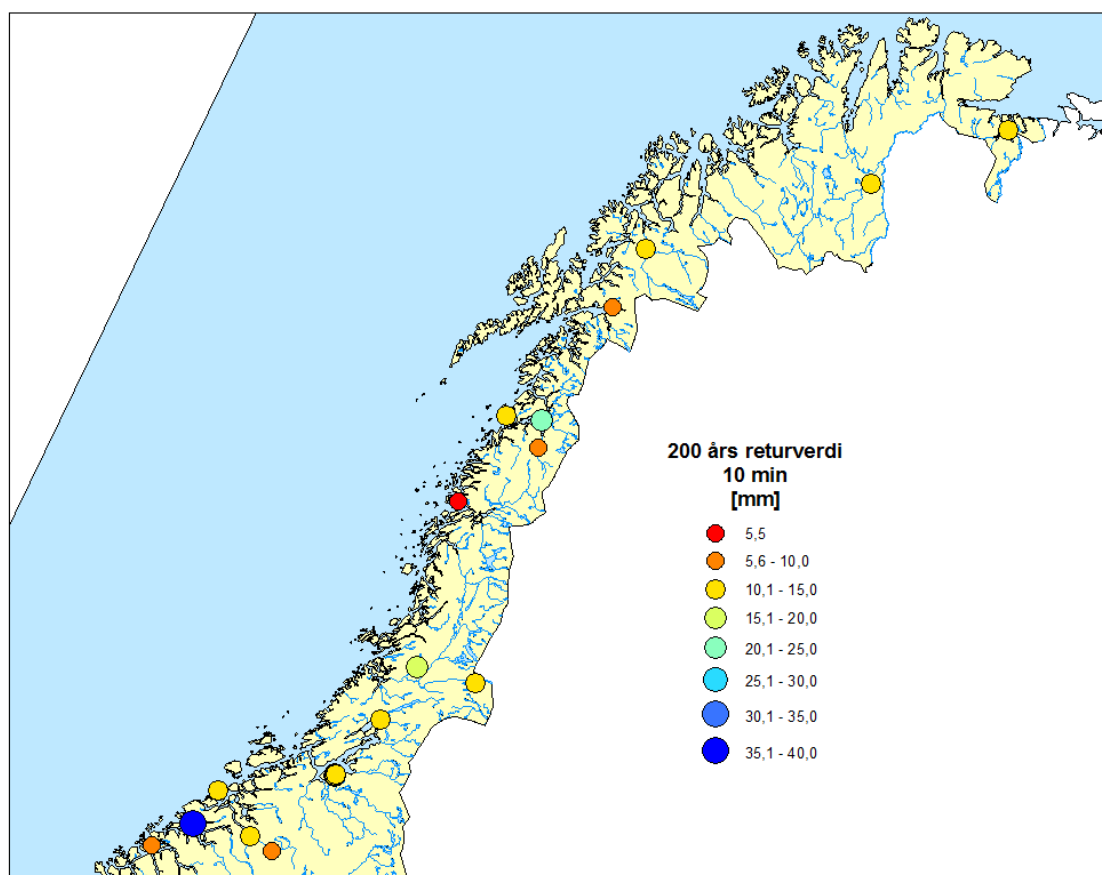 200 års returverdi
10 min
[mm]
5,5
5,6 - 10,0
10,1 - 15,0
15,1 - 20,0
20,1 - 25,0
25,1 - 30,0
30,1 - 35,0
35,1 - 40,0